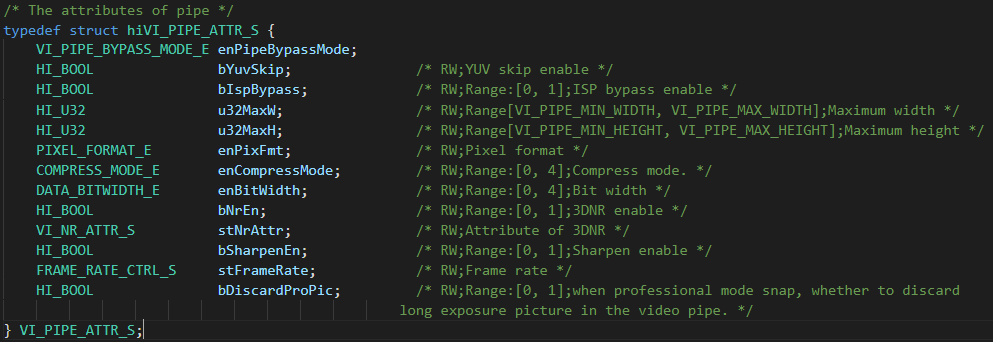 /* The attributes of pipe */
typedef struct hiVI_PIPE_ATTR_S {
    VI_PIPE_BYPASS_MODE_E enPipeBypassMode;
    HI_BOOL               bYuvSkip;               /* RW;YUV skip enable */
    HI_BOOL               bIspBypass;             /* RW;Range:[0, 1];ISP bypass enable */
    HI_U32                u32MaxW;                /* RW;Range[VI_PIPE_MIN_WIDTH, VI_PIPE_MAX_WIDTH];Maximum width */
    HI_U32                u32MaxH;                /* RW;Range[VI_PIPE_MIN_HEIGHT, VI_PIPE_MAX_HEIGHT];Maximum height */
    PIXEL_FORMAT_E        enPixFmt;               /* RW;Pixel format */
    COMPRESS_MODE_E       enCompressMode;         /* RW;Range:[0, 4];Compress mode. */
    DATA_BITWIDTH_E       enBitWidth;             /* RW;Range:[0, 4];Bit width */
    HI_BOOL               bNrEn;                  /* RW;Range:[0, 1];3DNR enable */
    VI_NR_ATTR_S          stNrAttr;               /* RW;Attribute of 3DNR */
    HI_BOOL               bSharpenEn;             /* RW;Range:[0, 1];Sharpen enable */
    FRAME_RATE_CTRL_S     stFrameRate;            /* RW;Frame rate */
    HI_BOOL               bDiscardProPic;         /* RW;Range:[0, 1];when professional mode snap, whether to discard
                                                long exposure picture in the video pipe. */
} VI_PIPE_ATTR_S;